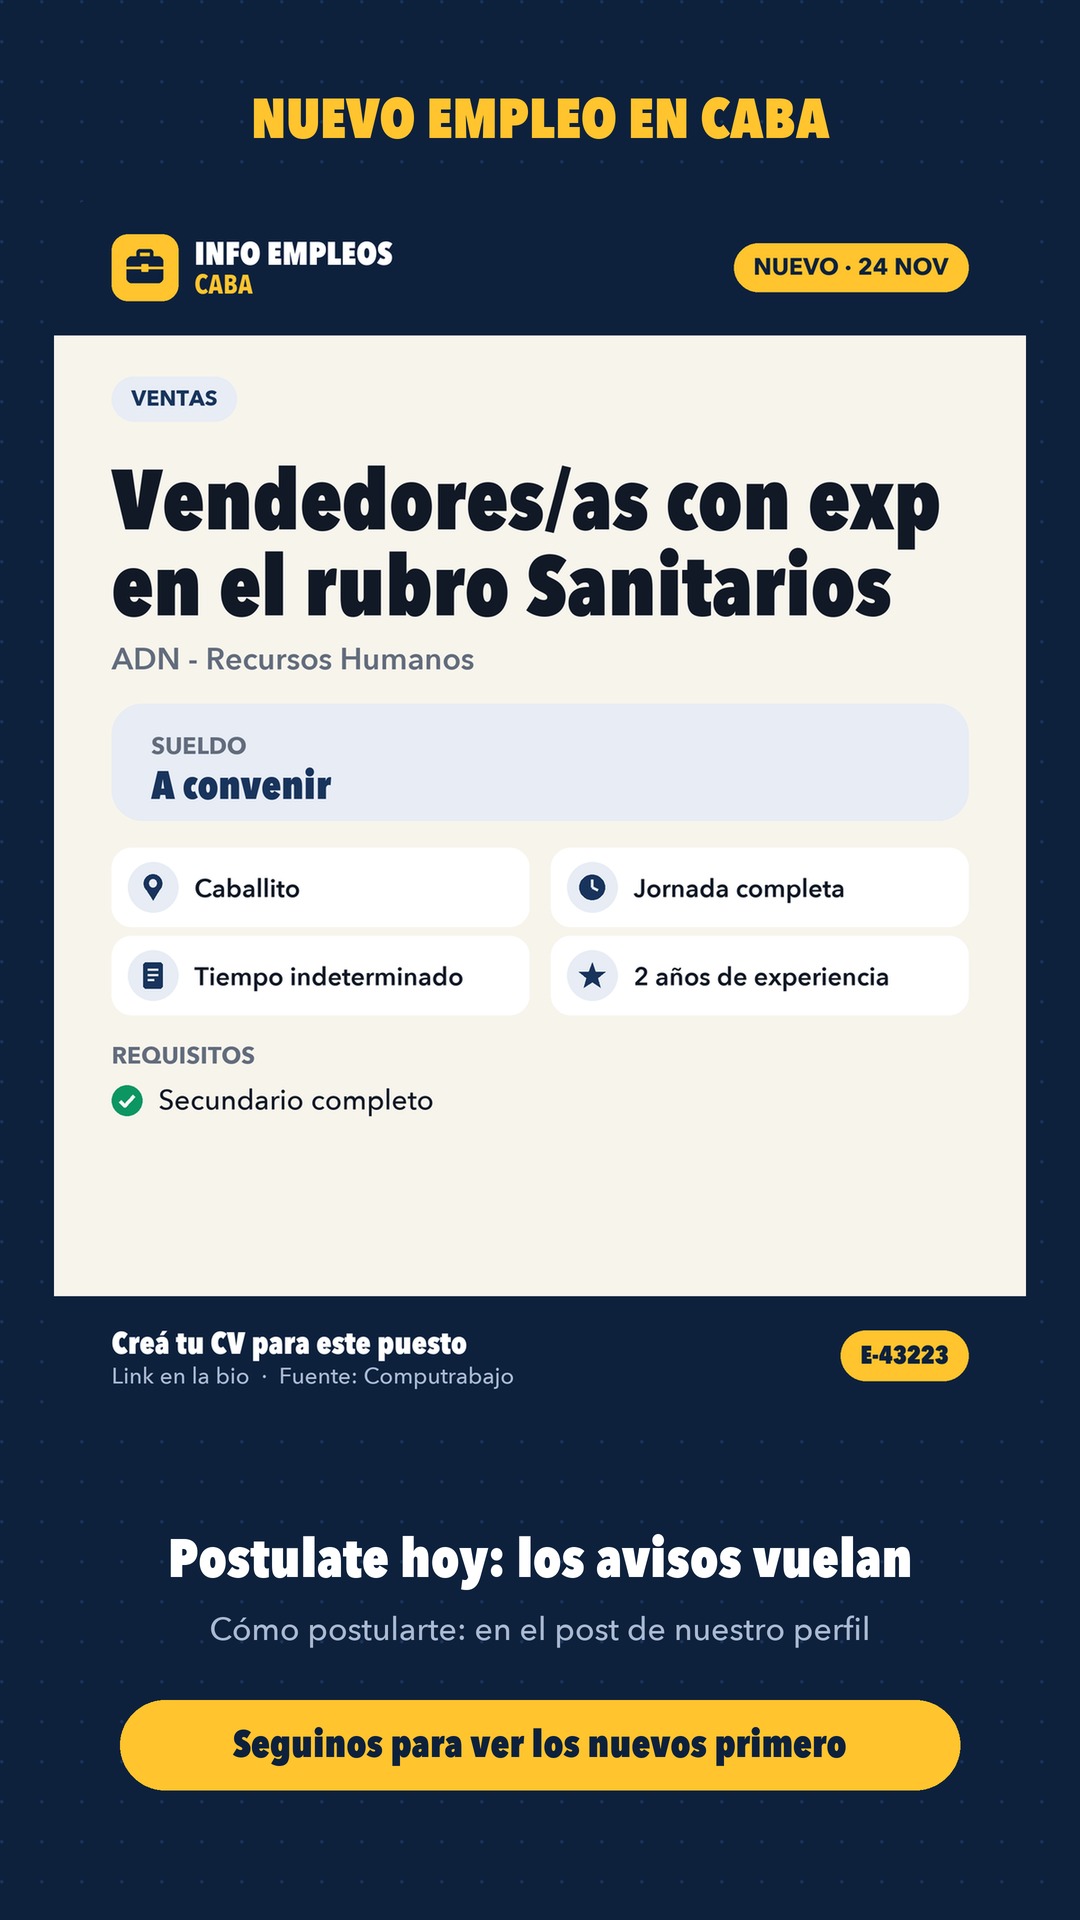 NUEVO EMPLEO EN CABA
INFO EMPLEOS
CABA
NUEVO · 24 NOV
VENTAS
Vendedores/as con exp
en el rubro Sanitarios
ADN - Recursos Humanos
SUELDO
A convenir
Caballito
Jornada completa
Tiempo indeterminado
2 años de experiencia
REQUISITOS
Secundario completo
Creá tu CV para este puesto
Link en la bio · Fuente: Computrabajo
E-43223
Postulate hoy: los avisos vuelan
Cómo postularte: en el post de nuestro perfil
Seguinos para ver los nuevos primero